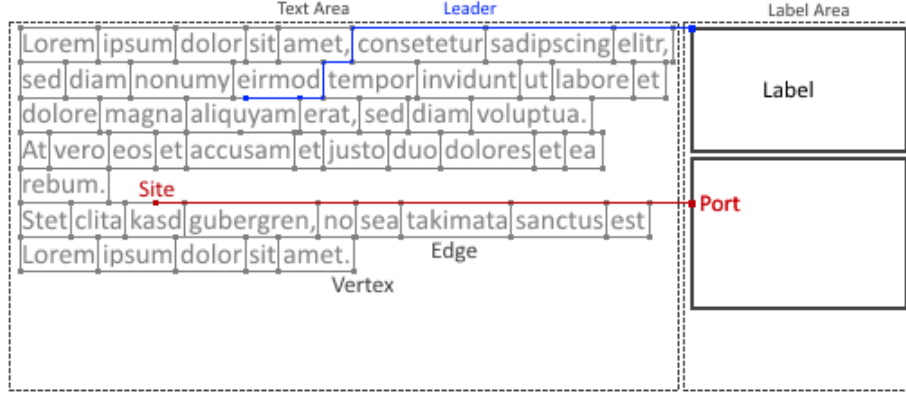 Text Area
Leader
Label Area
Lorem ipsum dolor sit amet, consetetur sadipscing elitr,
sed diam nonumy eirmod tempor invidunt ut labore et
Label
dolore magna aliquyam erat, sed diam voluptua.
At vero eos et accusam et justo duo dolores et ea
rebum.
Site
Port
Stet clita kasd gubergren, no sea takimata sanctus est
Lorem ipsum dolor sit amet.
Edge
Vertex